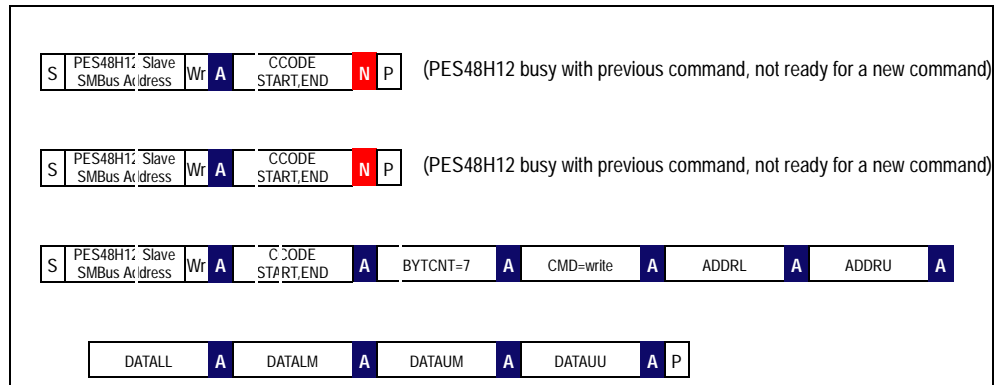 S PES48H12 Slave SMBus Address Wr A CCODE START,END N P (PES48H12 busy with previous command, not ready for a new command)
S PES48H12 Slave SMBus Address Wr A CCODE START,END N P (PES48H12 busy with previous command, not ready for a new command)
S PES48H12 Slave SMBus Address Wr A CCODE START,END A BYTCNT=7 A CMD=write A ADDRL A ADDRU A
DATALL A DATALM A DATAUM A DATAUU A P